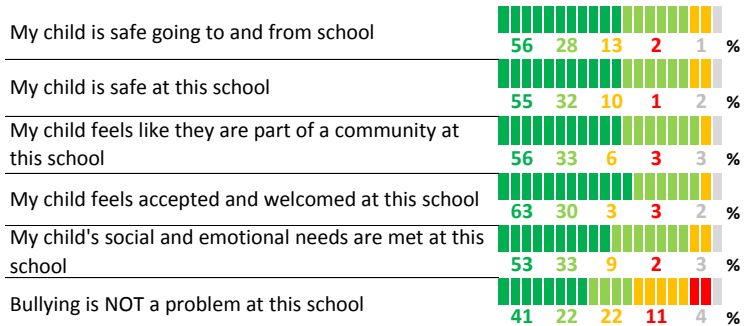 My child is safe going to and from school
56 28 13 2 1 %
My child is safe at this school
55 32 10 1 2 %
My child feels like they are part of a community at
this school
56 33 6 3 3 %
My child feels accepted and welcomed at this school
63 30 3 3 2 %
My child's social and emotional needs are met at this
school
53 33 9 2 3 %
Bullying is NOT a problem at this school
41 22 22 11 4 %